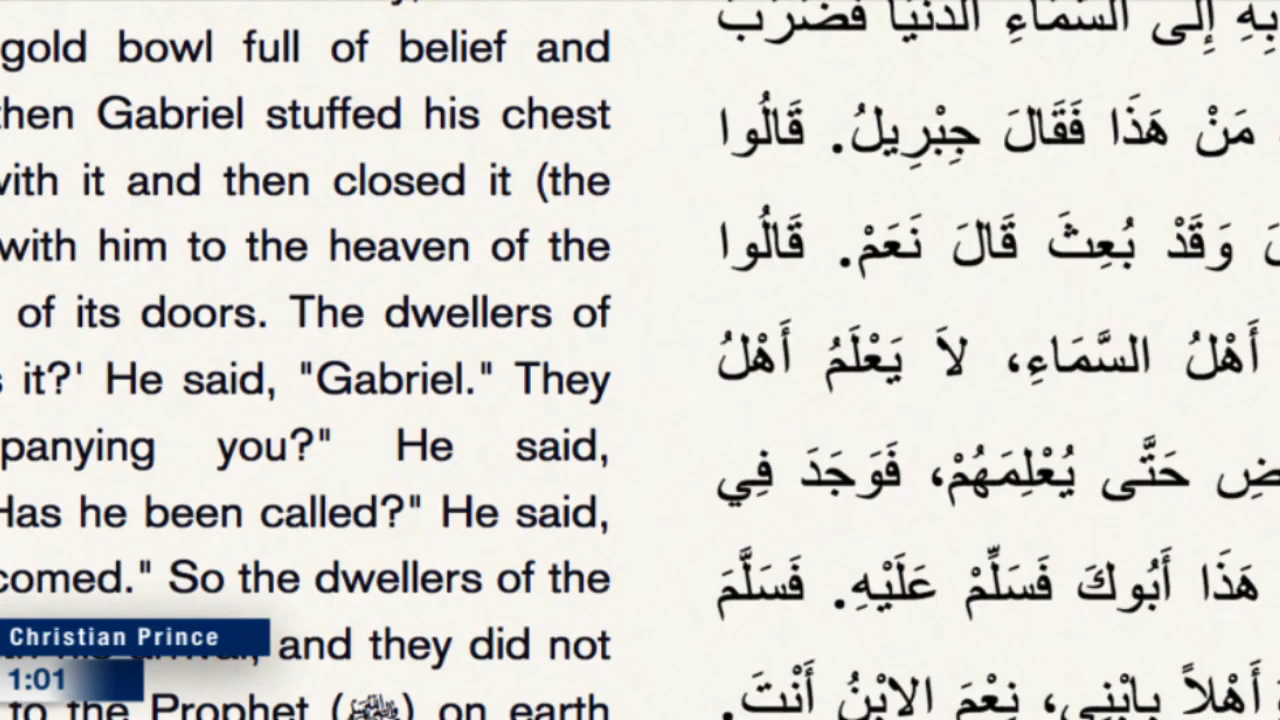 gold bowl full of belief and
then Gabriel stuffed his chest
with it and then closed it (the
with him to the heaven of the
of its doors. The dwellers of
it?' He said, "Gabriel." They
you?" He said,
Has he been called?" He said,
So the dwellers of the
and they did not
to the Prophet (ﷺ) on earth
بِهِ إِلَى السَّمَاءِ الدُّنْيَا فَضَرَبَ
مَنْ هَذَا فَقَالَ جِبْرِيلُ. قَالُوا
وَقَدْ بُعِثَ قَالَ نَعَمْ. قَالُوا
أَهْلُ السَّمَاءِ، لاَ يَعْلَمُ أَهْلُ
حَتَّى يُعْلِمَهُمْ، فَوَجَدَ فِي
هَذَا أَبُوكَ فَسَلِّمْ عَلَيْهِ. فَسَلَّمَ
أَهْلاً بِابْنِي، نِعْمَ الاِبْنُ أَنْتَ.
Christian Prince
1:01